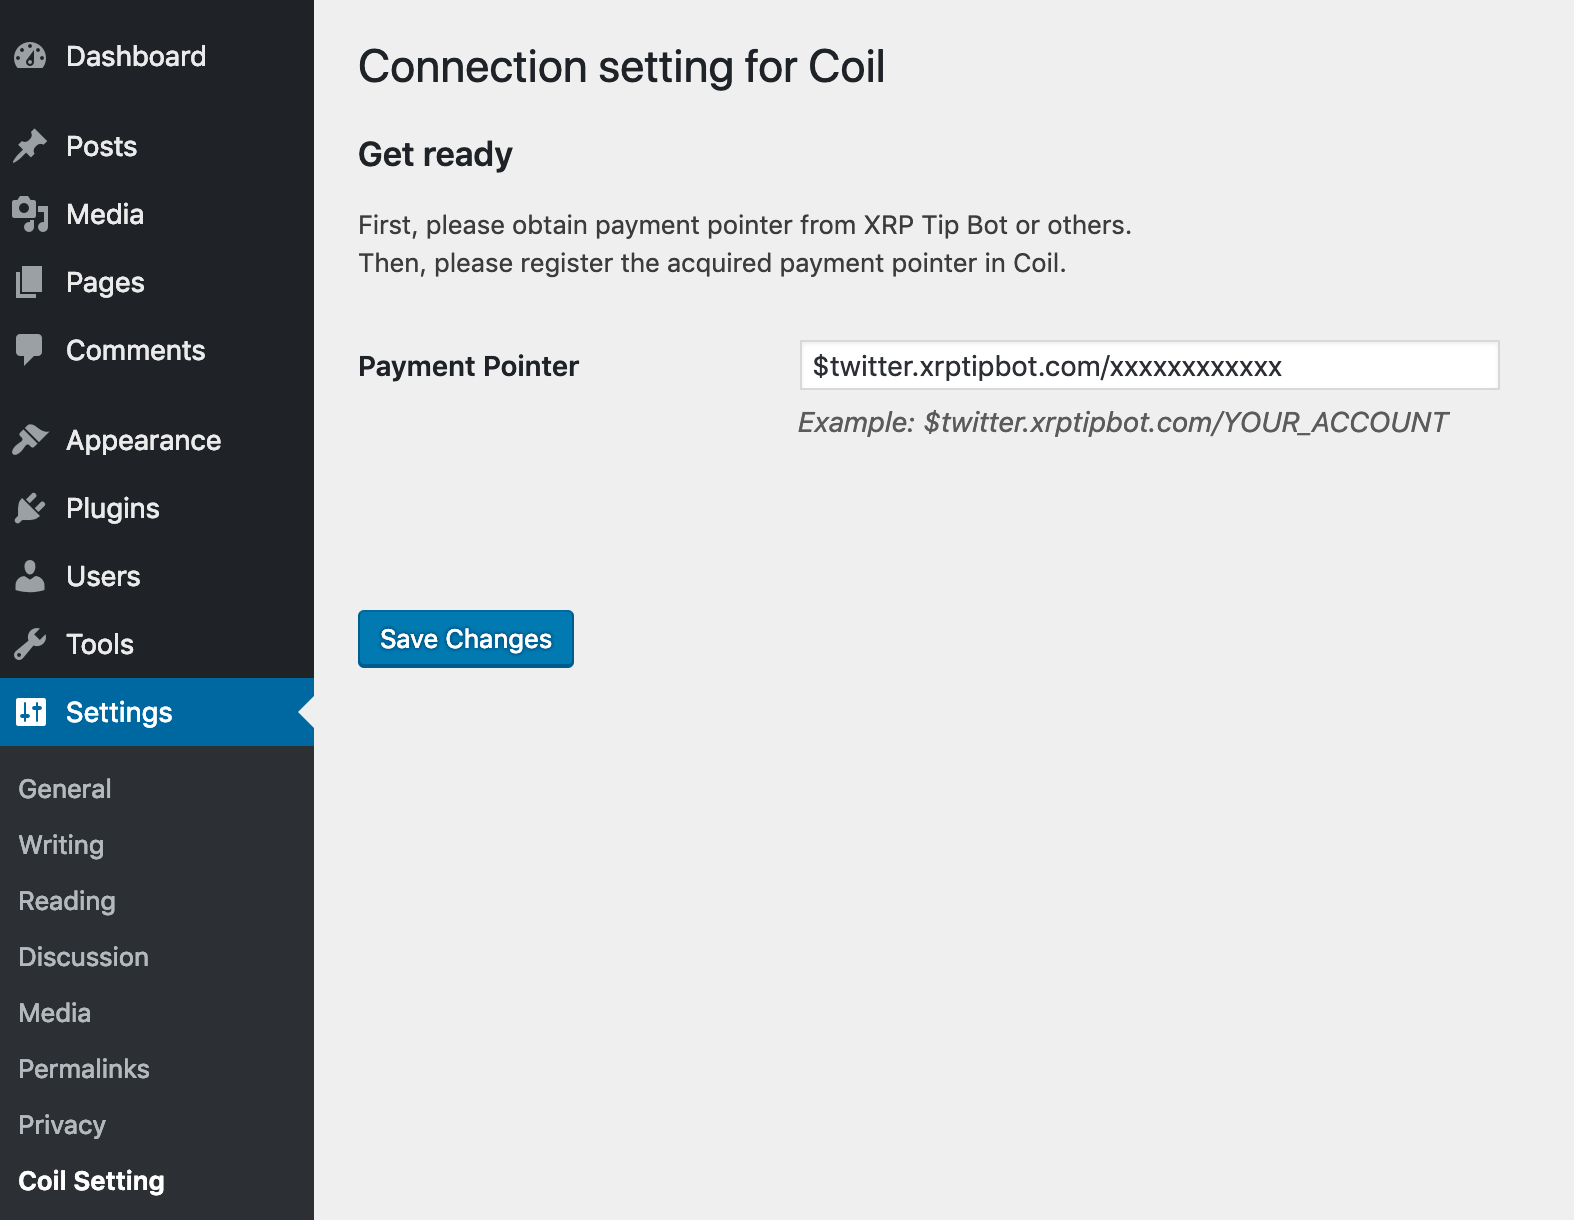 Dashboard
Posts
Media
Pages
Comments
Appearance
Plugins
Users
Tools
Settings
General
Writing
Reading
Discussion
Media
Permalinks
Privacy
Coil Setting
Connection setting for Coil
Get ready
First, please obtain payment pointer from XRP Tip Bot or others.
Then, please register the acquired payment pointer in Coil.
Payment Pointer
$twitter.xrptipbot.com/xxxxxxxxxxxx
Example: $twitter.xrptipbot.com/YOUR_ACCOUNT
Save Changes